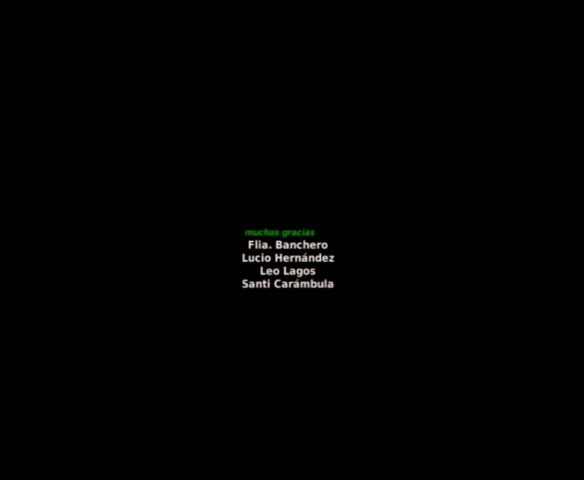 muchas gracias
Flia. Banchero
Lucio Hernández
Leo Lagos
Santi Carámbula